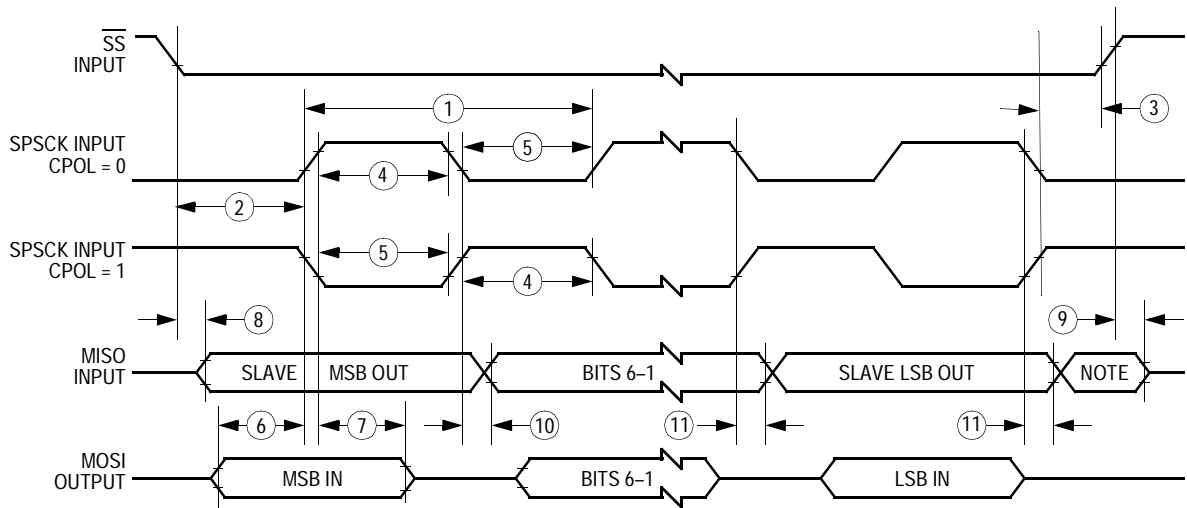 SS
INPUT
1
3
SPSCK INPUT
CPOL = 0
5
4
2
SPSCK INPUT
CPOL = 1
5
4
8
9
MISO
INPUT
SLAVE MSB OUT
BITS 6–1
SLAVE LSB OUT
NOTE
6
7
10
11
11
MOSI
OUTPUT
MSB IN
BITS 6–1
LSB IN